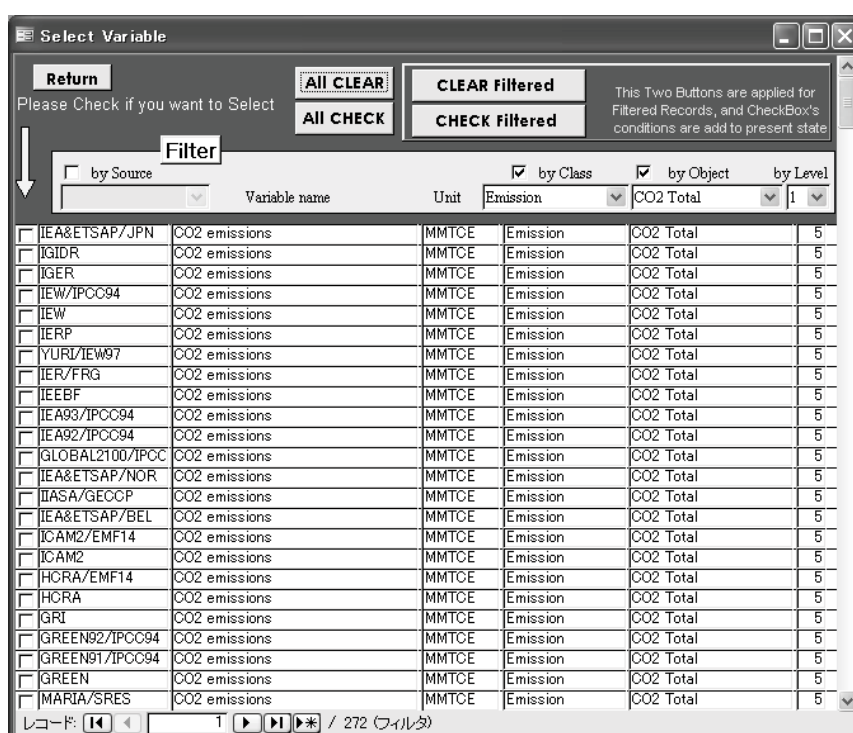 Select Variable
Return
All CLEAR
CLEAR Filtered
This Two Buttons are applied for
Filtered Records, and CheckBox's
conditions are add to present state
Please Check if you want to Select
All CHECK
CHECK Filtered
Filter
by Source
by Class
by Object
by Level
Variable name
Unit
Emission
CO2 Total
1
IEA&ETSAP/JPN CO2 emissions MMTCE Emission CO2 Total 5
IGIDR CO2 emissions MMTCE Emission CO2 Total 5
IGER CO2 emissions MMTCE Emission CO2 Total 5
IEW/IPCC94 CO2 emissions MMTCE Emission CO2 Total 5
IEW CO2 emissions MMTCE Emission CO2 Total 5
IERP CO2 emissions MMTCE Emission CO2 Total 5
YURI/IEW97 CO2 emissions MMTCE Emission CO2 Total 5
IER/FRG CO2 emissions MMTCE Emission CO2 Total 5
IEEBF CO2 emissions MMTCE Emission CO2 Total 5
IEA93/IPCC94 CO2 emissions MMTCE Emission CO2 Total 5
IEA92/IPCC94 CO2 emissions MMTCE Emission CO2 Total 5
GLOBAL2100/IPCC CO2 emissions MMTCE Emission CO2 Total 5
IEA&ETSAP/NOR CO2 emissions MMTCE Emission CO2 Total 5
IIASA/GECCP CO2 emissions MMTCE Emission CO2 Total 5
IEA&ETSAP/BEL CO2 emissions MMTCE Emission CO2 Total 5
ICAM2/EMF14 CO2 emissions MMTCE Emission CO2 Total 5
ICAM2 CO2 emissions MMTCE Emission CO2 Total 5
HCRA/EMF14 CO2 emissions MMTCE Emission CO2 Total 5
HCRA CO2 emissions MMTCE Emission CO2 Total 5
GRI CO2 emissions MMTCE Emission CO2 Total 5
GREEN92/IPCC94 CO2 emissions MMTCE Emission CO2 Total 5
GREEN91/IPCC94 CO2 emissions MMTCE Emission CO2 Total 5
GREEN CO2 emissions MMTCE Emission CO2 Total 5
MARIA/SRES CO2 emissions MMTCE Emission CO2 Total 5
レコード: 1 / 272 (フィルタ)